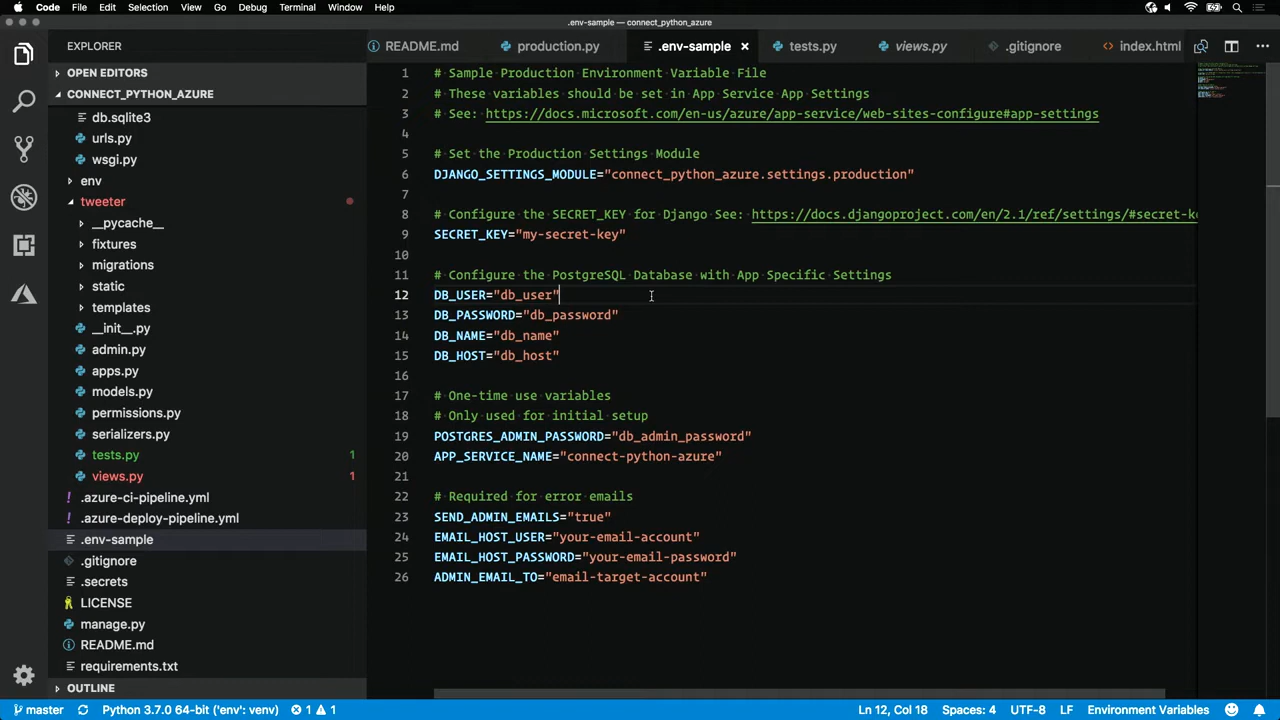 Code File Edit Selection View Go Debug Terminal Window Help
.env-sample — connect_python_azure
EXPLORER
README.md production.py .env-sample tests.py views.py .gitignore index.html
OPEN EDITORS
CONNECT_PYTHON_AZURE
db.sqlite3
urls.py
wsgi.py
env
tweeter
__pycache__
fixtures
migrations
static
templates
__init__.py
admin.py
apps.py
models.py
permissions.py
serializers.py
tests.py 1
views.py 1
.azure-ci-pipeline.yml
.azure-deploy-pipeline.yml
.env-sample
.gitignore
.secrets
LICENSE
manage.py
README.md
requirements.txt
OUTLINE
1 # Sample Production Environment Variable File
2 # These variables should be set in App Service App Settings
3 # See: https://docs.microsoft.com/en-us/azure/app-service/web-sites-configure#app-settings
4
5 # Set the Production Settings Module
6 DJANGO_SETTINGS_MODULE="connect_python_azure.settings.production"
7
8 # Configure the SECRET_KEY for Django See: https://docs.djangoproject.com/en/2.1/ref/settings/#secret-ke
9 SECRET_KEY="my-secret-key"
10
11 # Configure the PostgreSQL Database with App Specific Settings
12 DB_USER="db_user"
13 DB_PASSWORD="db_password"
14 DB_NAME="db_name"
15 DB_HOST="db_host"
16
17 # One-time use variables
18 # Only used for initial setup
19 POSTGRES_ADMIN_PASSWORD="db_admin_password"
20 APP_SERVICE_NAME="connect-python-azure"
21
22 # Required for error emails
23 SEND_ADMIN_EMAILS="true"
24 EMAIL_HOST_USER="your-email-account"
25 EMAIL_HOST_PASSWORD="your-email-password"
26 ADMIN_EMAIL_TO="email-target-account"
master Python 3.7.0 64-bit ('env': venv) 1 1 Ln 12, Col 18 Spaces: 4 UTF-8 LF Environment Variables